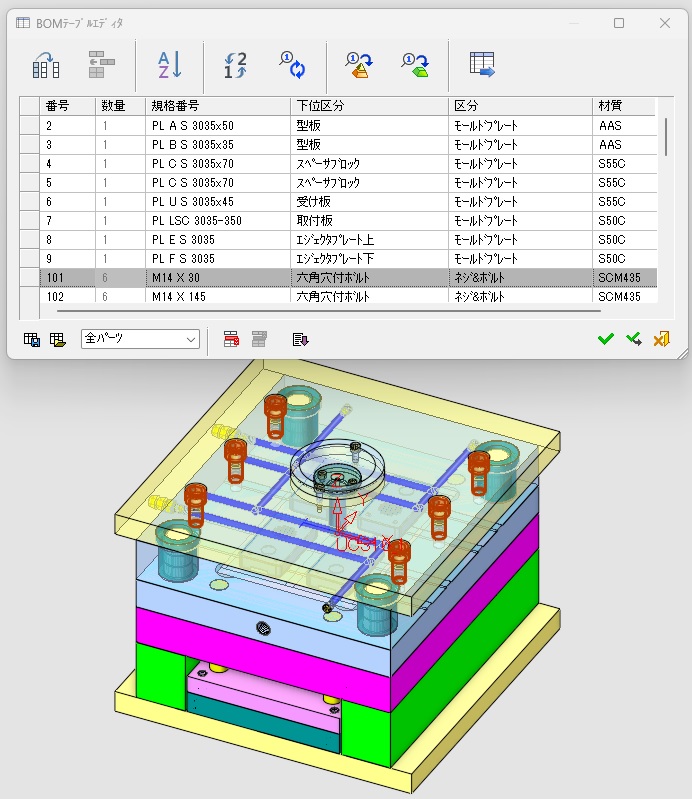 BOMﾃｰﾌﾞﾙｴﾃﾞｨﾀ
A
Z
1 2
1
1
1
番号 数量 規格番号 下位区分 区分 材質
2 1 PL A S 3035x50 型板 ﾓｰﾙﾄﾞﾌﾟﾚｰﾄ AAS
3 1 PL B S 3035x35 型板 ﾓｰﾙﾄﾞﾌﾟﾚｰﾄ AAS
4 1 PL C S 3035x70 ｽﾍﾟｰｻﾌﾞﾛｯｸ ﾓｰﾙﾄﾞﾌﾟﾚｰﾄ S55C
5 1 PL C S 3035x70 ｽﾍﾟｰｻﾌﾞﾛｯｸ ﾓｰﾙﾄﾞﾌﾟﾚｰﾄ S55C
6 1 PL U S 3035x45 受け板 ﾓｰﾙﾄﾞﾌﾟﾚｰﾄ S55C
7 1 PL LSC 3035-350 取付板 ﾓｰﾙﾄﾞﾌﾟﾚｰﾄ S50C
8 1 PL E S 3035 ｴｼﾞｪｸﾀﾌﾟﾚｰﾄ上 ﾓｰﾙﾄﾞﾌﾟﾚｰﾄ S50C
9 1 PL F S 3035 ｴｼﾞｪｸﾀﾌﾟﾚｰﾄ下 ﾓｰﾙﾄﾞﾌﾟﾚｰﾄ S50C
101 6 M14 X 30 六角穴付ﾎﾞﾙﾄ ﾈｼﾞ&ﾎﾞﾙﾄ SCM435
102 6 M14 X 145 六角穴付ﾎﾞﾙﾄ ﾈｼﾞ&ﾎﾞﾙﾄ SCM435
全ﾊﾟｰﾂ
Y